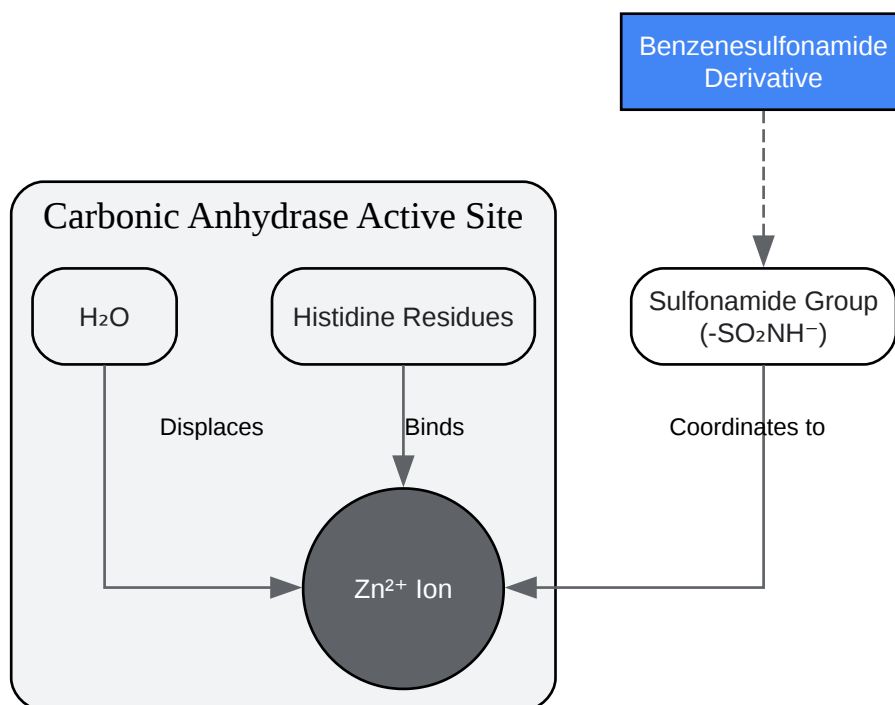 Benzenesulfonamide
Derivative
Carbonic Anhydrase Active Site
H₂O
Histidine Residues
Sulfonamide Group
(-SO₂NH⁻)
Displaces
Binds
Coordinates to
Zn²⁺ Ion